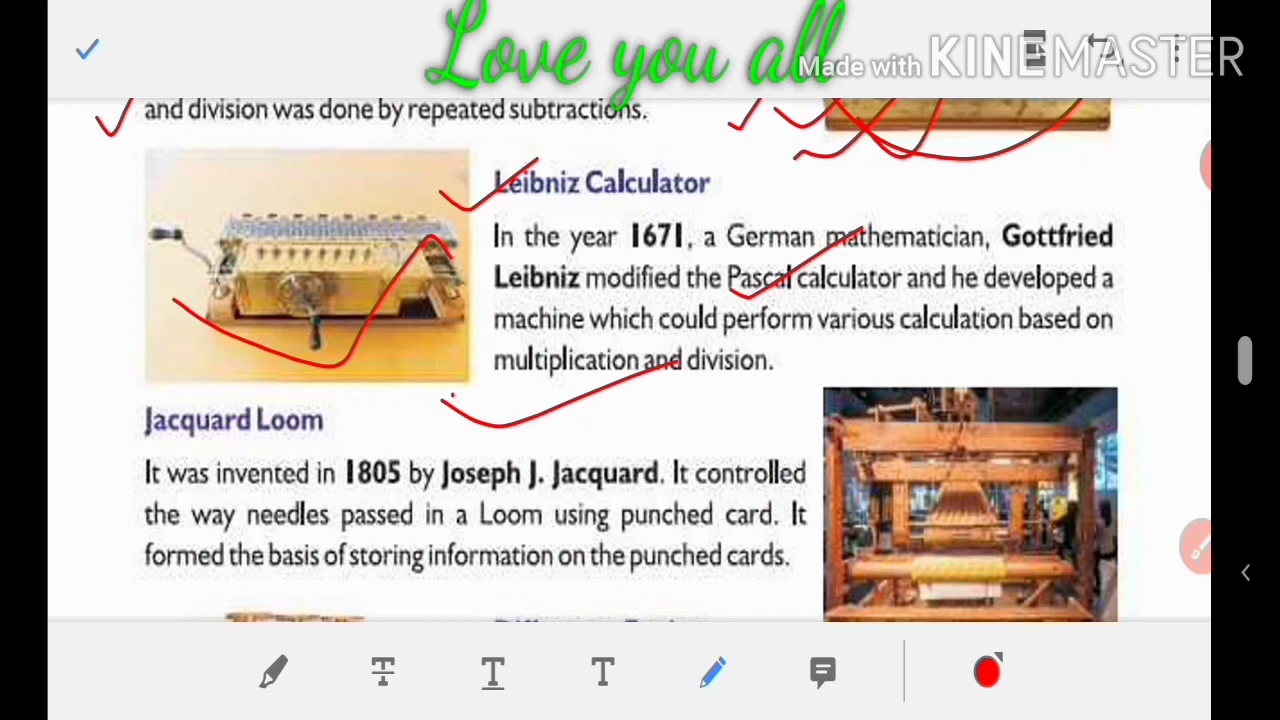 Love you all
Made with KINEMASTER
and division was done by repeated subtractions.
Leibniz Calculator
In the year 1671, a German mathematician, Gottfried
Leibniz modified the Pascal calculator and he developed a
machine which could perform various calculation based on
multiplication and division.
Jacquard Loom
It was invented in 1805 by Joseph J. Jacquard. It controlled
the way needles passed in a Loom using punched card. It
formed the basis of storing information on the punched cards.